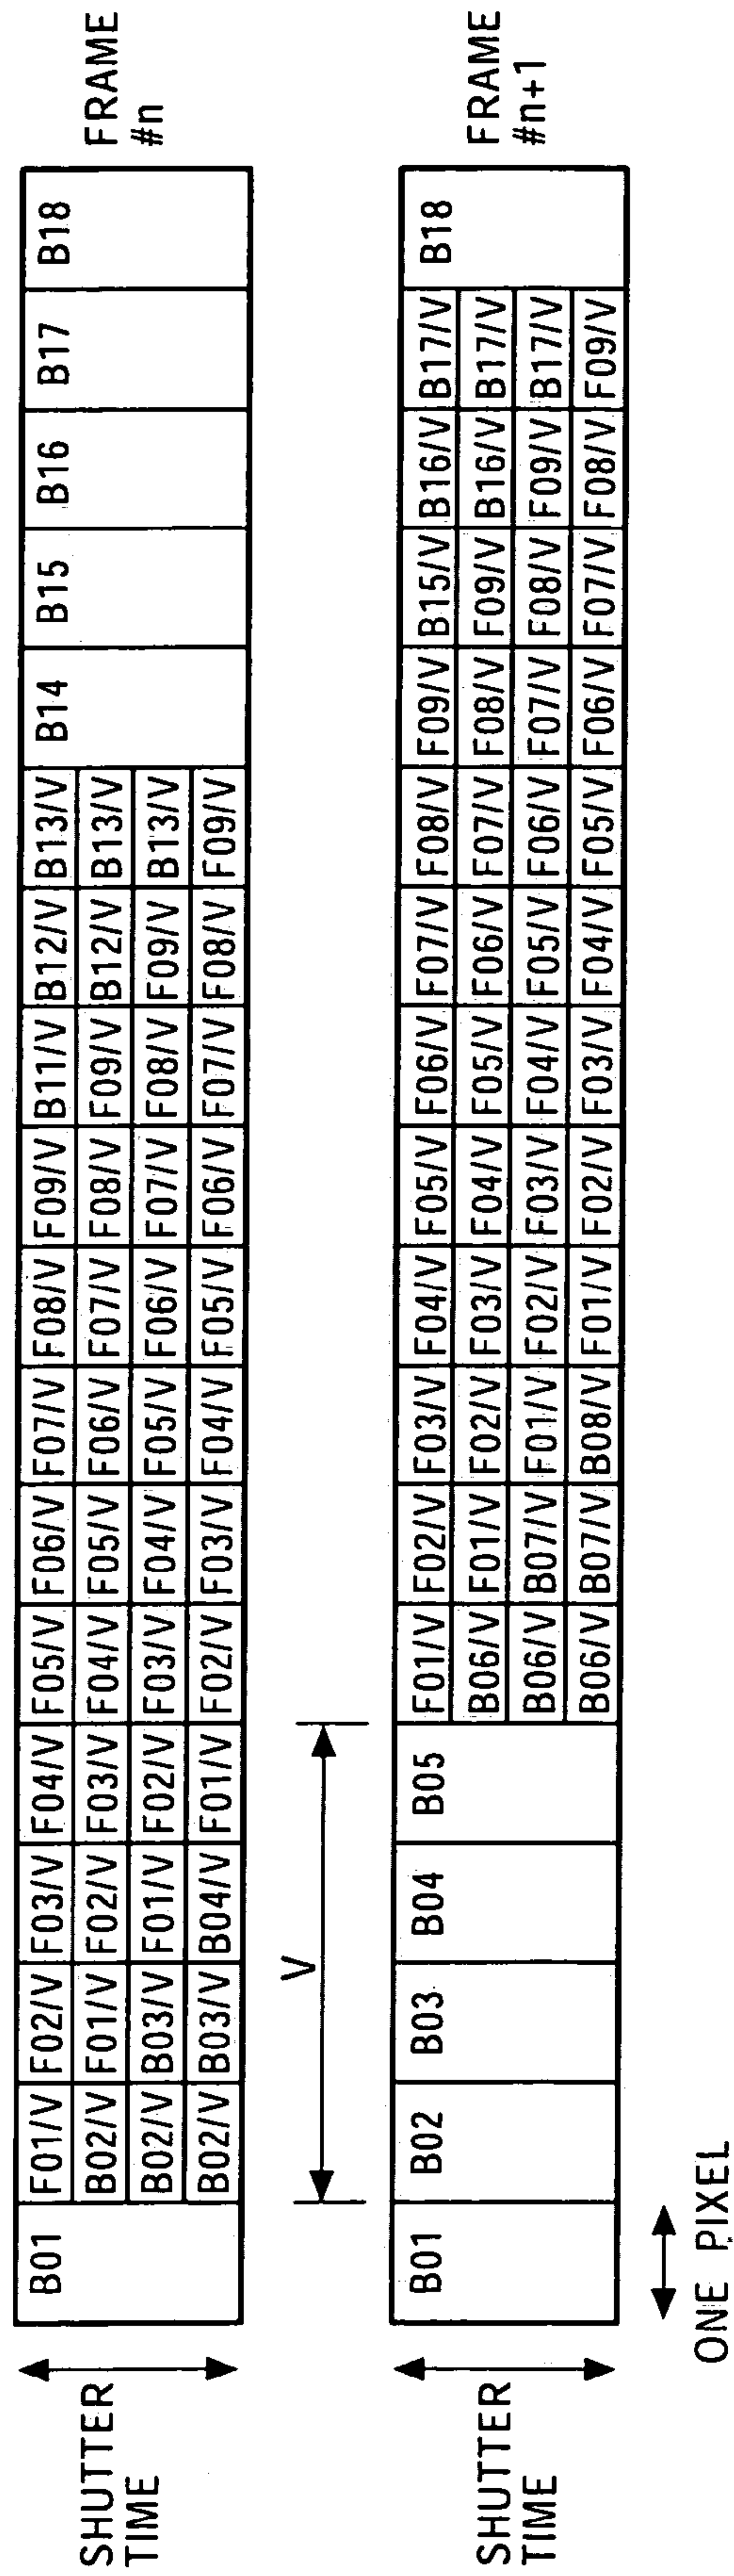 SHUTTER
TIME
B01 F01/V F02/V F03/V F04/V F05/V F06/V F07/V F08/V F09/V B11/V B12/V B13/V B14 B15 B16 B17 B18
B02/V F01/V F02/V F03/V F04/V F05/V F06/V F07/V F08/V F09/V B12/V B13/V
B02/V B03/V F01/V F02/V F03/V F04/V F05/V F06/V F07/V F08/V F09/V B13/V
B02/V B03/V B04/V F01/V F02/V F03/V F04/V F05/V F06/V F07/V F08/V F09/V
FRAME
#n
V
SHUTTER
TIME
B01 B02 B03 B04 B05 F01/V F02/V F03/V F04/V F05/V F06/V F07/V F08/V F09/V B15/V B16/V B17/V B18
B06/V F01/V F02/V F03/V F04/V F05/V F06/V F07/V F08/V F09/V B16/V B17/V
B06/V B07/V F01/V F02/V F03/V F04/V F05/V F06/V F07/V F08/V F09/V B17/V
B06/V B07/V B08/V F01/V F02/V F03/V F04/V F05/V F06/V F07/V F08/V F09/V
FRAME
#n+1
ONE PIXEL